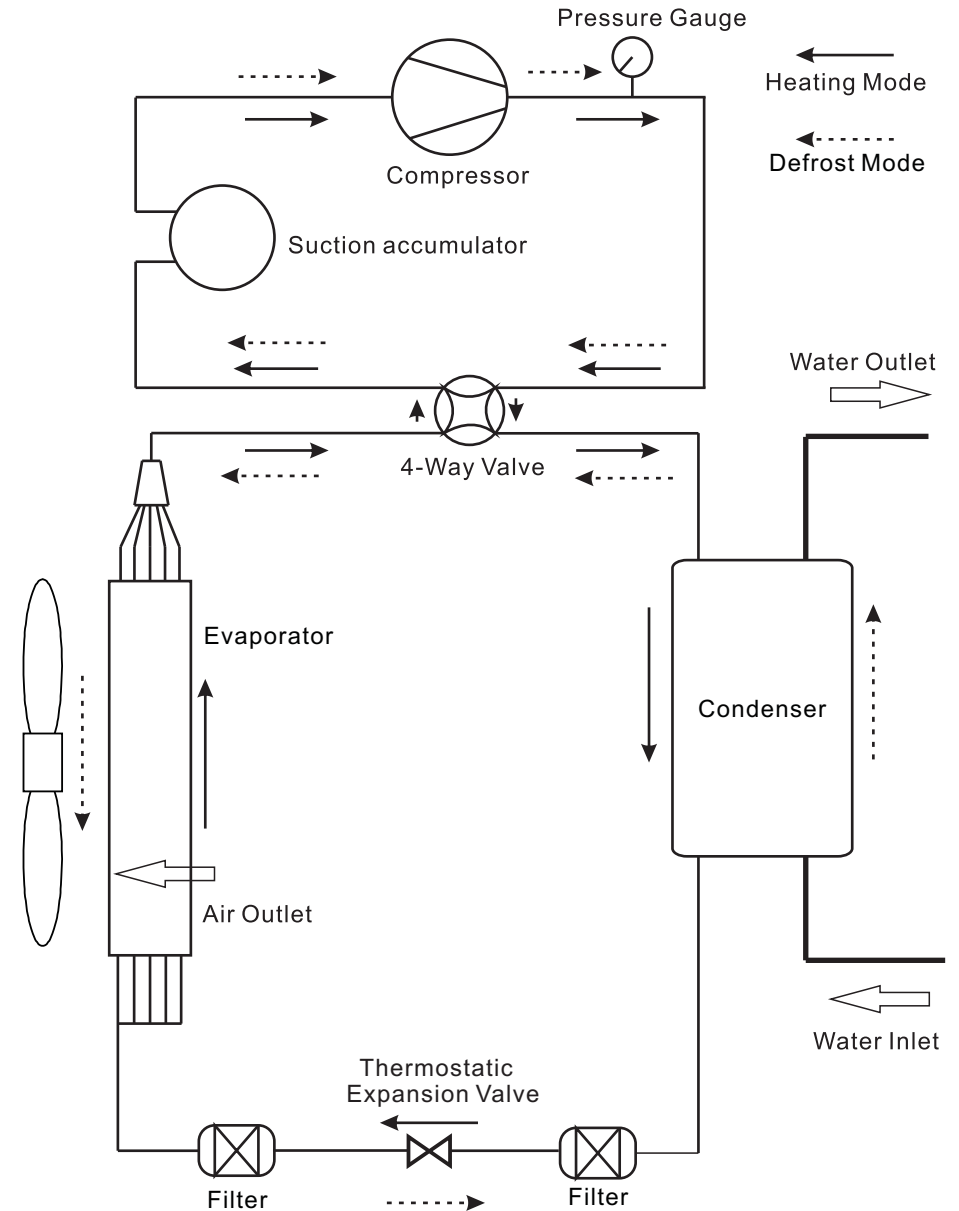 Pressure Gauge
Heating Mode
Defrost Mode
Compressor
Suction accumulator
Water Outlet
4-Way Valve
Evaporator
Condenser
Air Outlet
Water Inlet
Thermostatic
Expansion Valve
Filter
Filter